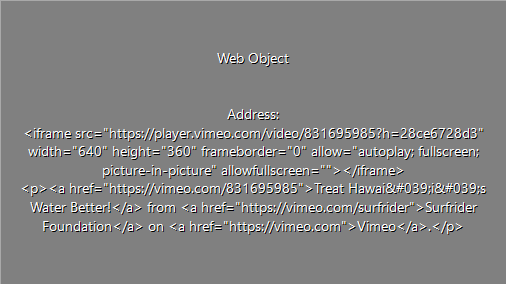 Web Object
Address:
<iframe src="https://player.vimeo.com/video/831695985?h=28ce6728d3"
width="640" height="360" frameborder="0" allow="autoplay; fullscreen;
picture-in-picture" allowfullscreen=""></iframe>
<p><a href="https://vimeo.com/831695985">Treat Hawai&#039;i&#039;s
Water Better!</a> from <a href="https://vimeo.com/surfrider">Surfrider
Foundation</a> on <a href="https://vimeo.com">Vimeo</a>.</p>